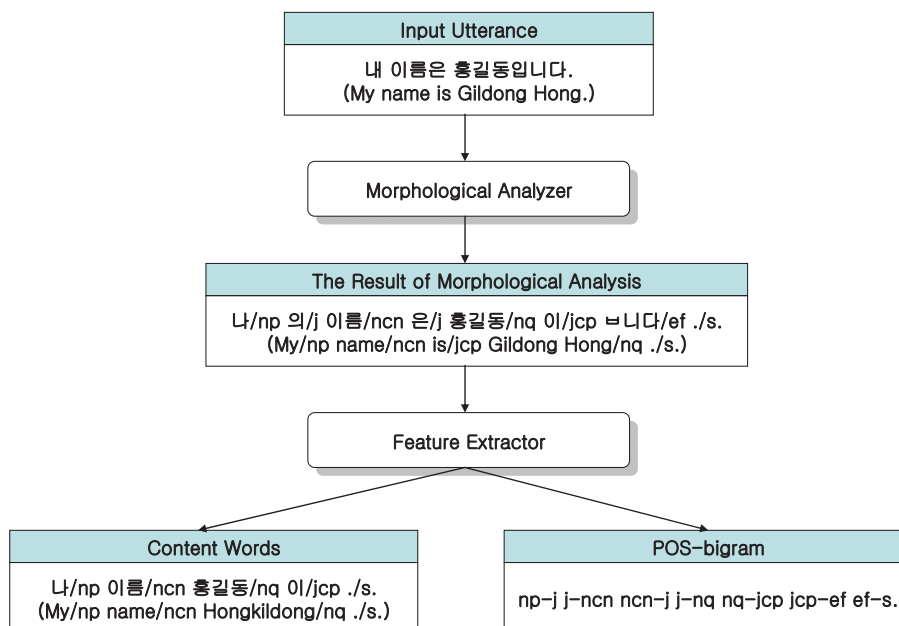 Input Utterance
내 이름은 홍길동입니다.
(My name is Gildong Hong.)
Morphological Analyzer
The Result of Morphological Analysis
나/np 의/j 이름/ncn 은/j 홍길동/nq 이/jcp ㅂ니다/ef ./s.
(My/np name/ncn is/jcp Gildong Hong/nq ./s.)
Feature Extractor
Content Words
나/np 이름/ncn 홍길동/nq 이/jcp ./s.
(My/np name/ncn Hongkildong/nq ./s.)
POS-bigram
np-j j-ncn ncn-j j-nq nq-jcp jcp-ef ef-s.